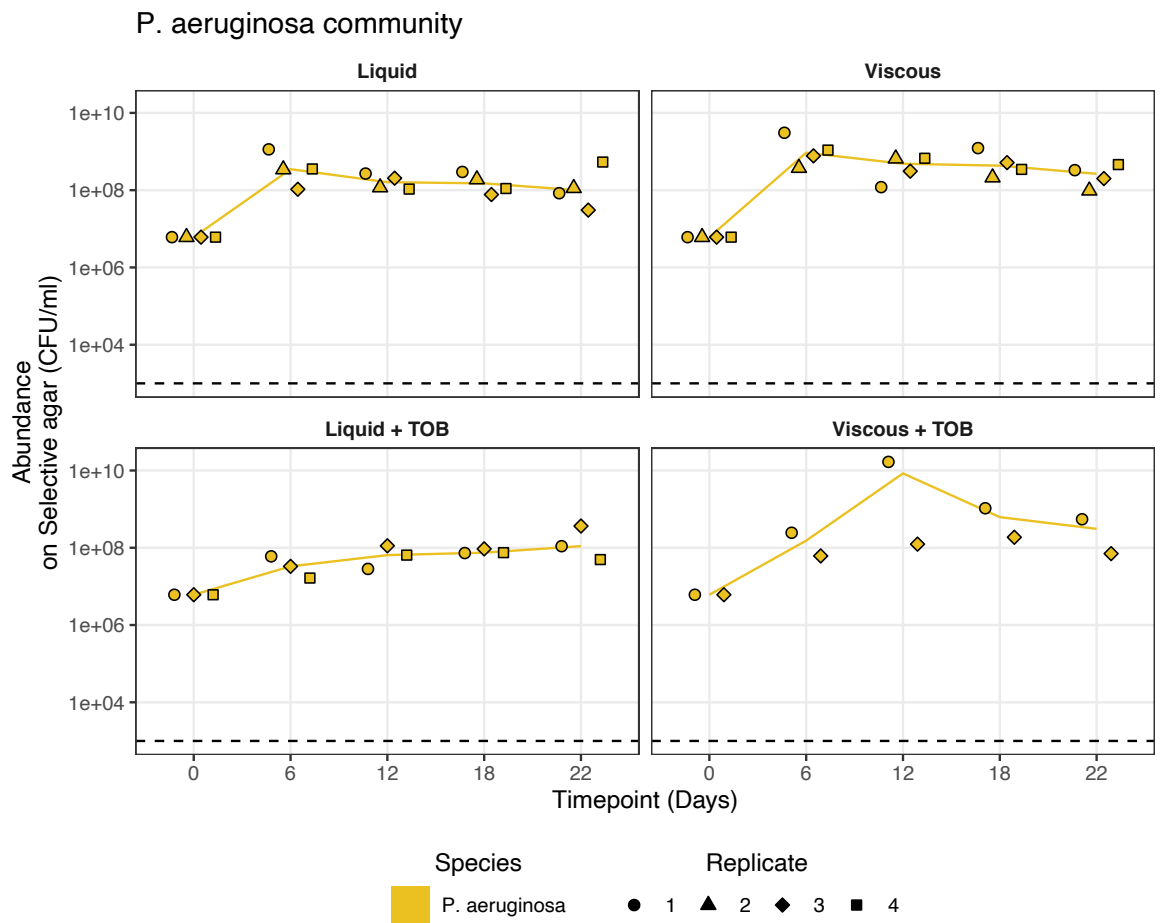 P. aeruginosa community
Liquid
Viscous
1e+10
1e+08
1e+06
1e+04
Liquid + TOB
Viscous + TOB
1e+10
1e+08
1e+06
1e+04
Abundance
on Selective agar (CFU/ml)
0 6 12 18 22
0 6 12 18 22
Timepoint (Days)
Species
P. aeruginosa
Replicate
1 2 3 4